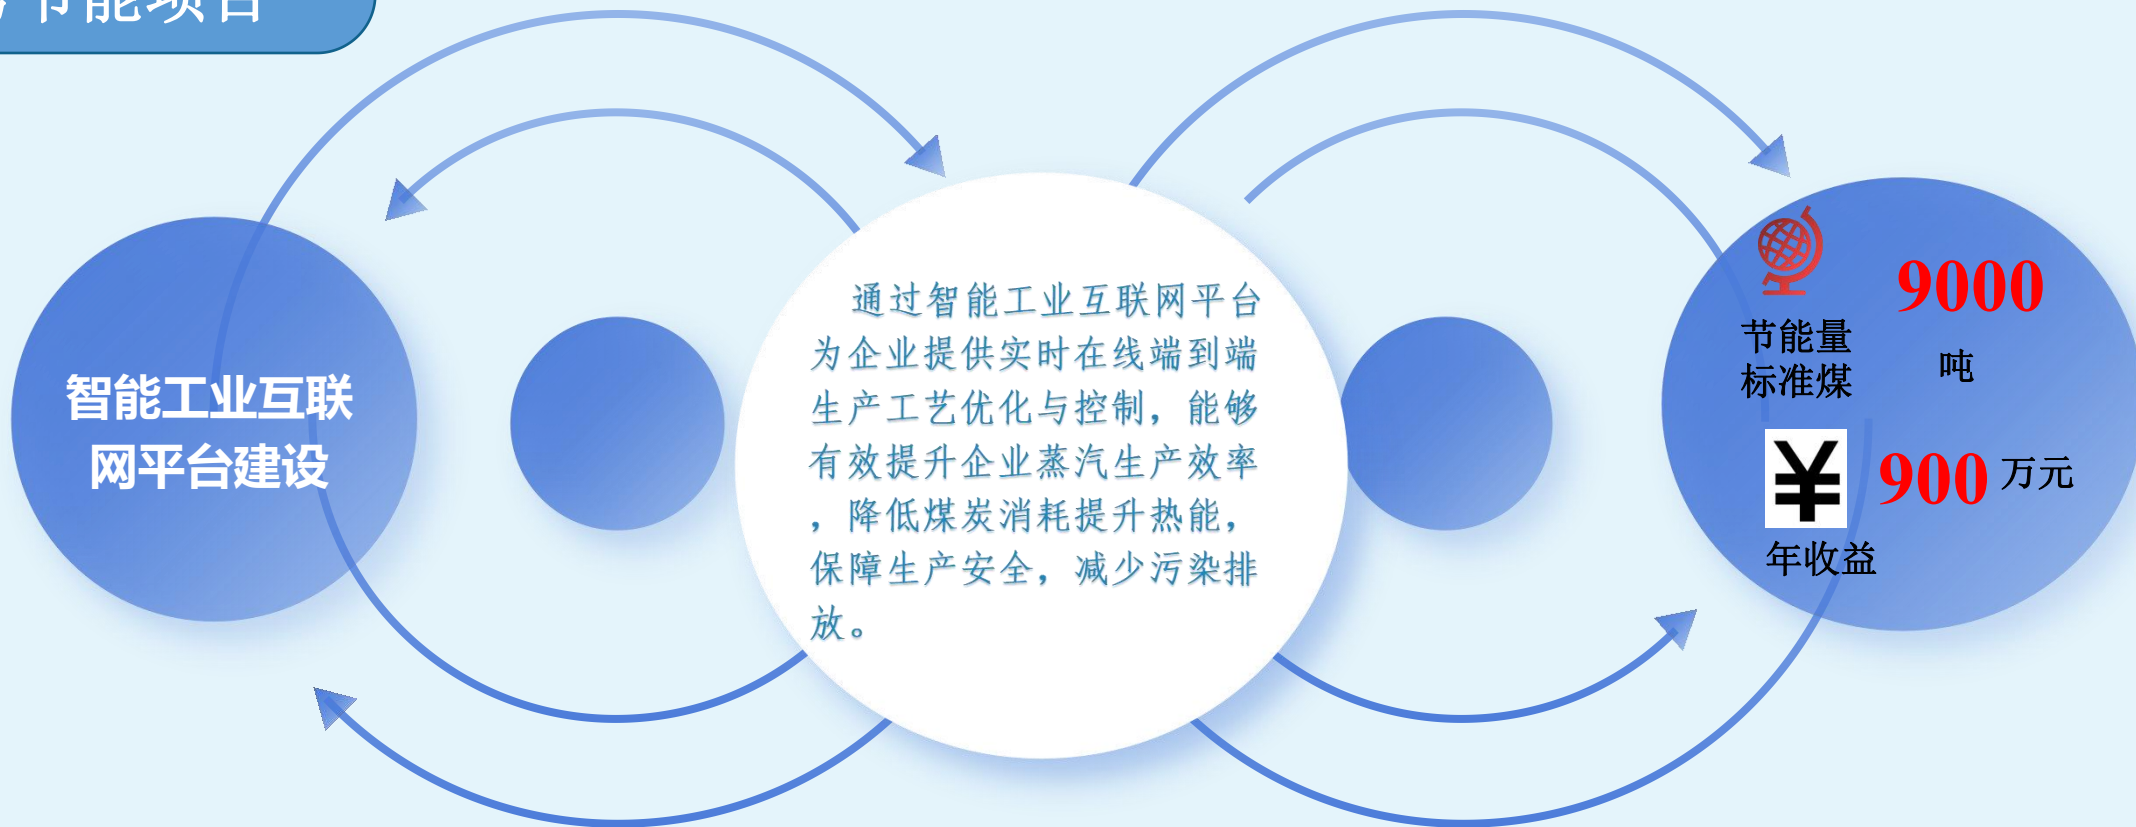 节能项目
智能工业互联
网平台建设
通过智能工业互联网平台
为企业提供实时在线端到端
生产工艺优化与控制，能够
有效提升企业蒸汽生产效率
，降低煤炭消耗提升热能，
保障生产安全，减少污染排
放。
节能量
标准煤
9000
吨
¥
900 万元
年收益